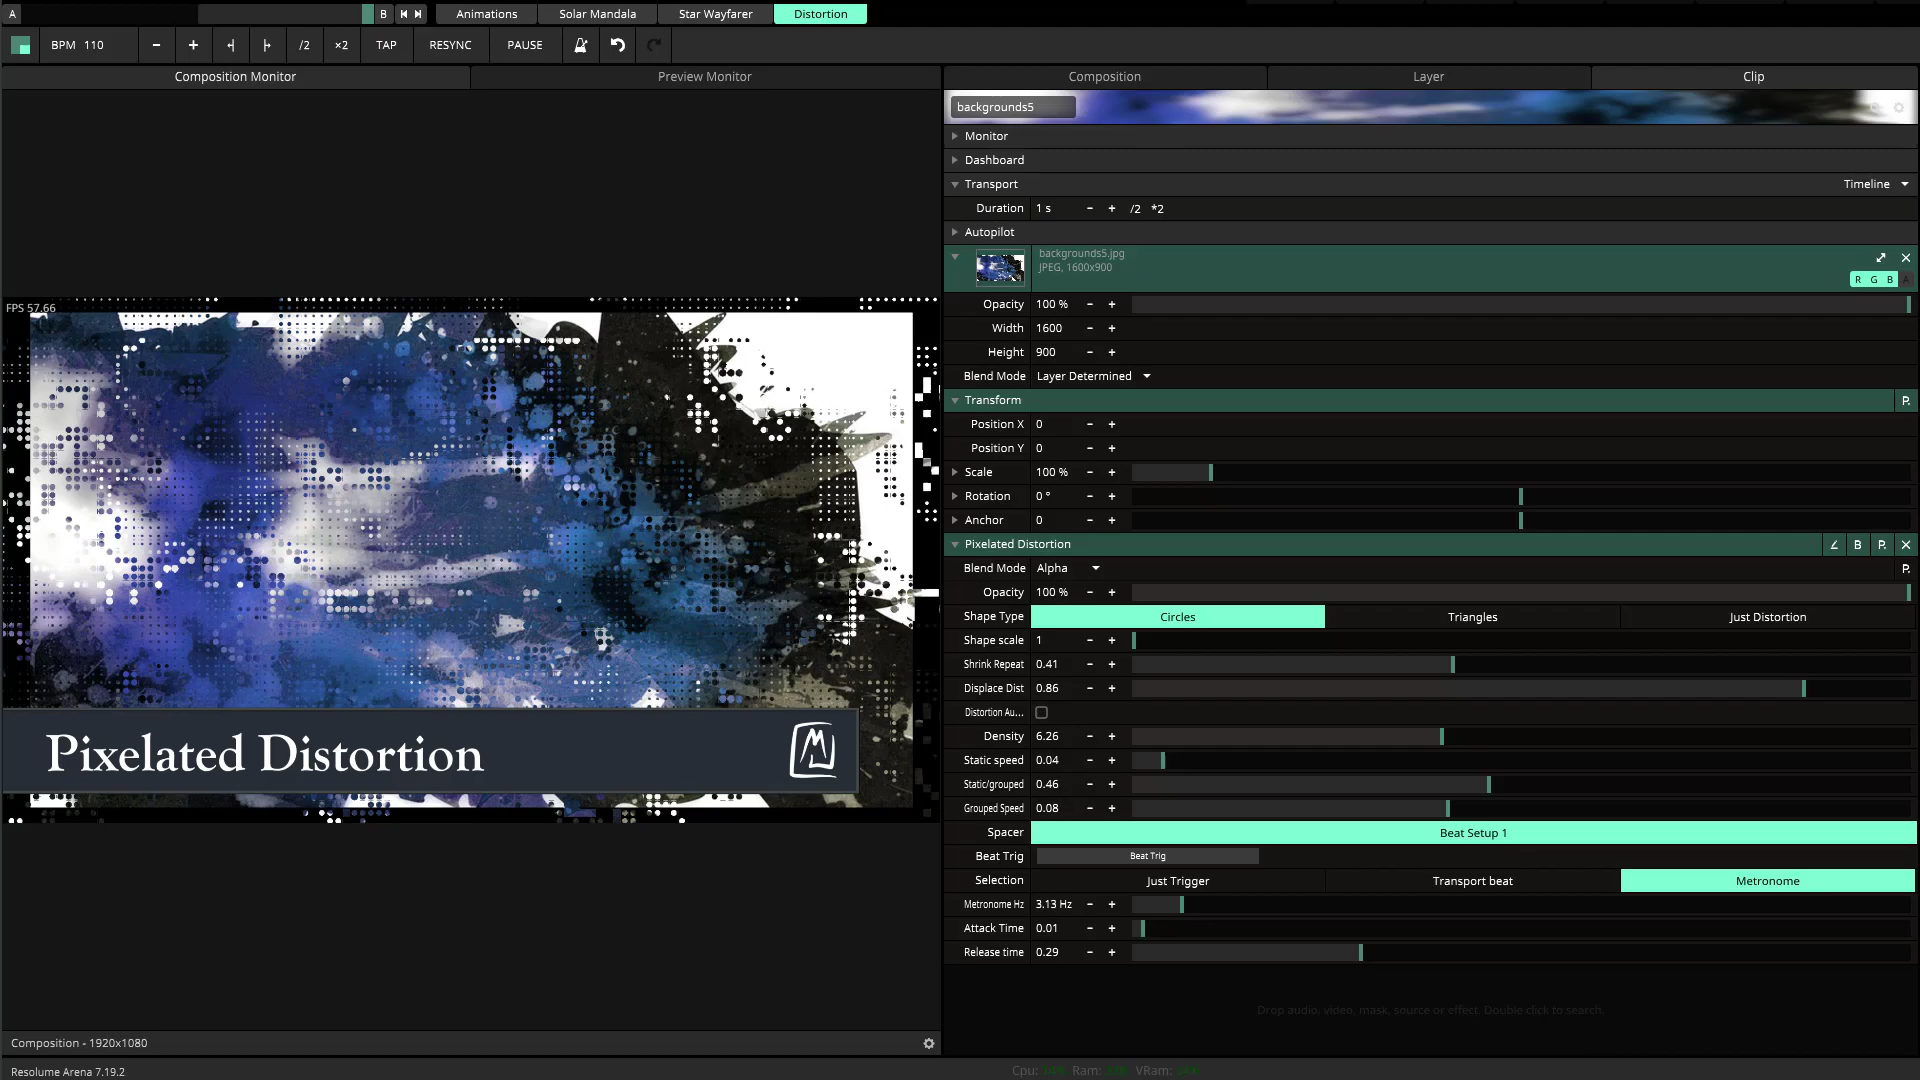 A B Animations Solar Mandala Star Wayfarer Distortion
BPM 110 - + /2 ×2 TAP RESYNC PAUSE
Composition Monitor Preview Monitor
FPS 57.66
Pixelated Distortion
Composition - 1920x1080
Resolume Arena 7.19.2
Composition Layer Clip
backgrounds5
Monitor
Dashboard
Transport Timeline
Duration 1 s - + /2 *2
Autopilot
backgrounds5.jpg
JPEG, 1600x900
R G B A
Opacity 100 % - +
Width 1600 - +
Height 900 - +
Blend Mode Layer Determined
Transform P.
Position X 0 - +
Position Y 0 - +
Scale 100 % - +
Rotation 0 ° - +
Anchor 0 - +
Pixelated Distortion B P.
Blend Mode Alpha P.
Opacity 100 % - +
Shape Type Circles Triangles Just Distortion
Shape scale 1 - +
Shrink Repeat 0.41 - +
Displace Dist 0.86 - +
Distortion Au...
Density 6.26 - +
Static speed 0.04 - +
Static/grouped 0.46 - +
Grouped Speed 0.08 - +
Spacer Beat Setup 1
Beat Trig Beat Trig
Selection Just Trigger Transport beat Metronome
Metronome Hz 3.13 Hz - +
Attack Time 0.01 - +
Release time 0.29 - +
Drop audio, video, mask, source or effect. Double click to search.
Cpu: Ram: VRam: